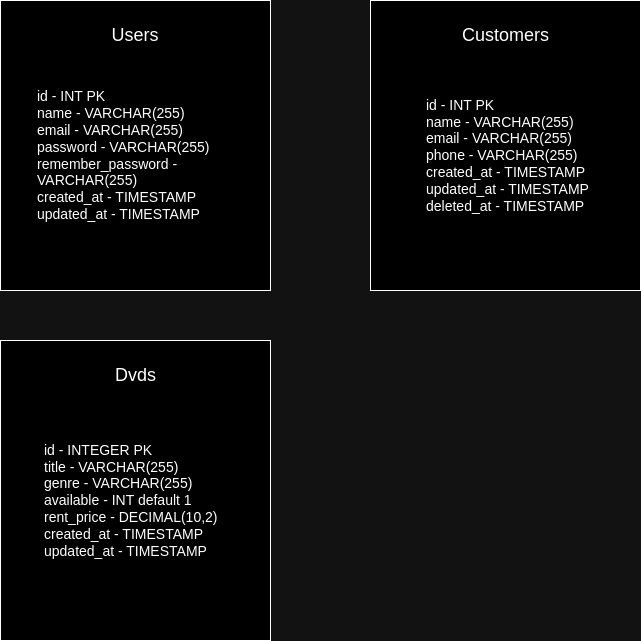 Users
id - INT PK
name - VARCHAR(255)
email - VARCHAR(255)
password - VARCHAR(255)
remember_password -
VARCHAR(255)
created_at - TIMESTAMP
updated_at - TIMESTAMP
Customers
id - INT PK
name - VARCHAR(255)
email - VARCHAR(255)
phone - VARCHAR(255)
created_at - TIMESTAMP
updated_at - TIMESTAMP
deleted_at - TIMESTAMP
Dvds
id - INTEGER PK
title - VARCHAR(255)
genre - VARCHAR(255)
available - INT default 1
rent_price - DECIMAL(10,2)
created_at - TIMESTAMP
updated_at - TIMESTAMP